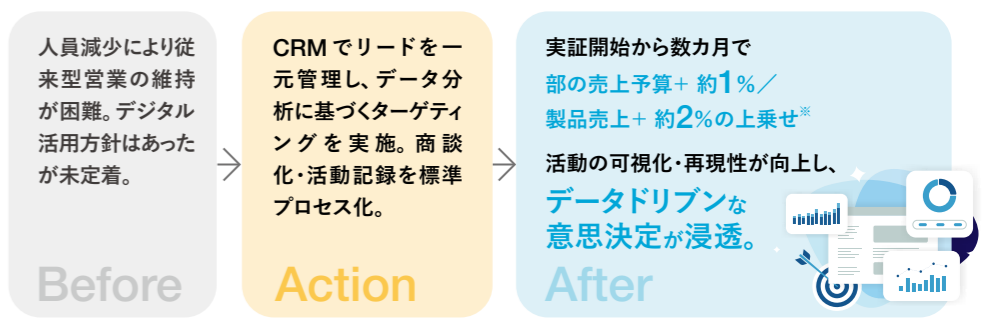 人員減少により従
来型営業の維持
が困難。デジタル
活用方針はあった
が未定着。
Before
CRMでリードを一
元管理し、データ分
析に基づくターゲティ
ングを実施。商談
化・活動記録を標準
プロセス化。
Action
実証開始から数カ月で
部の売上予算＋ 約1％／
製品売上＋ 約2％の上乗せ※
活動の可視化・再現性が向上し、
データドリブンな
意思決定が浸透。
After